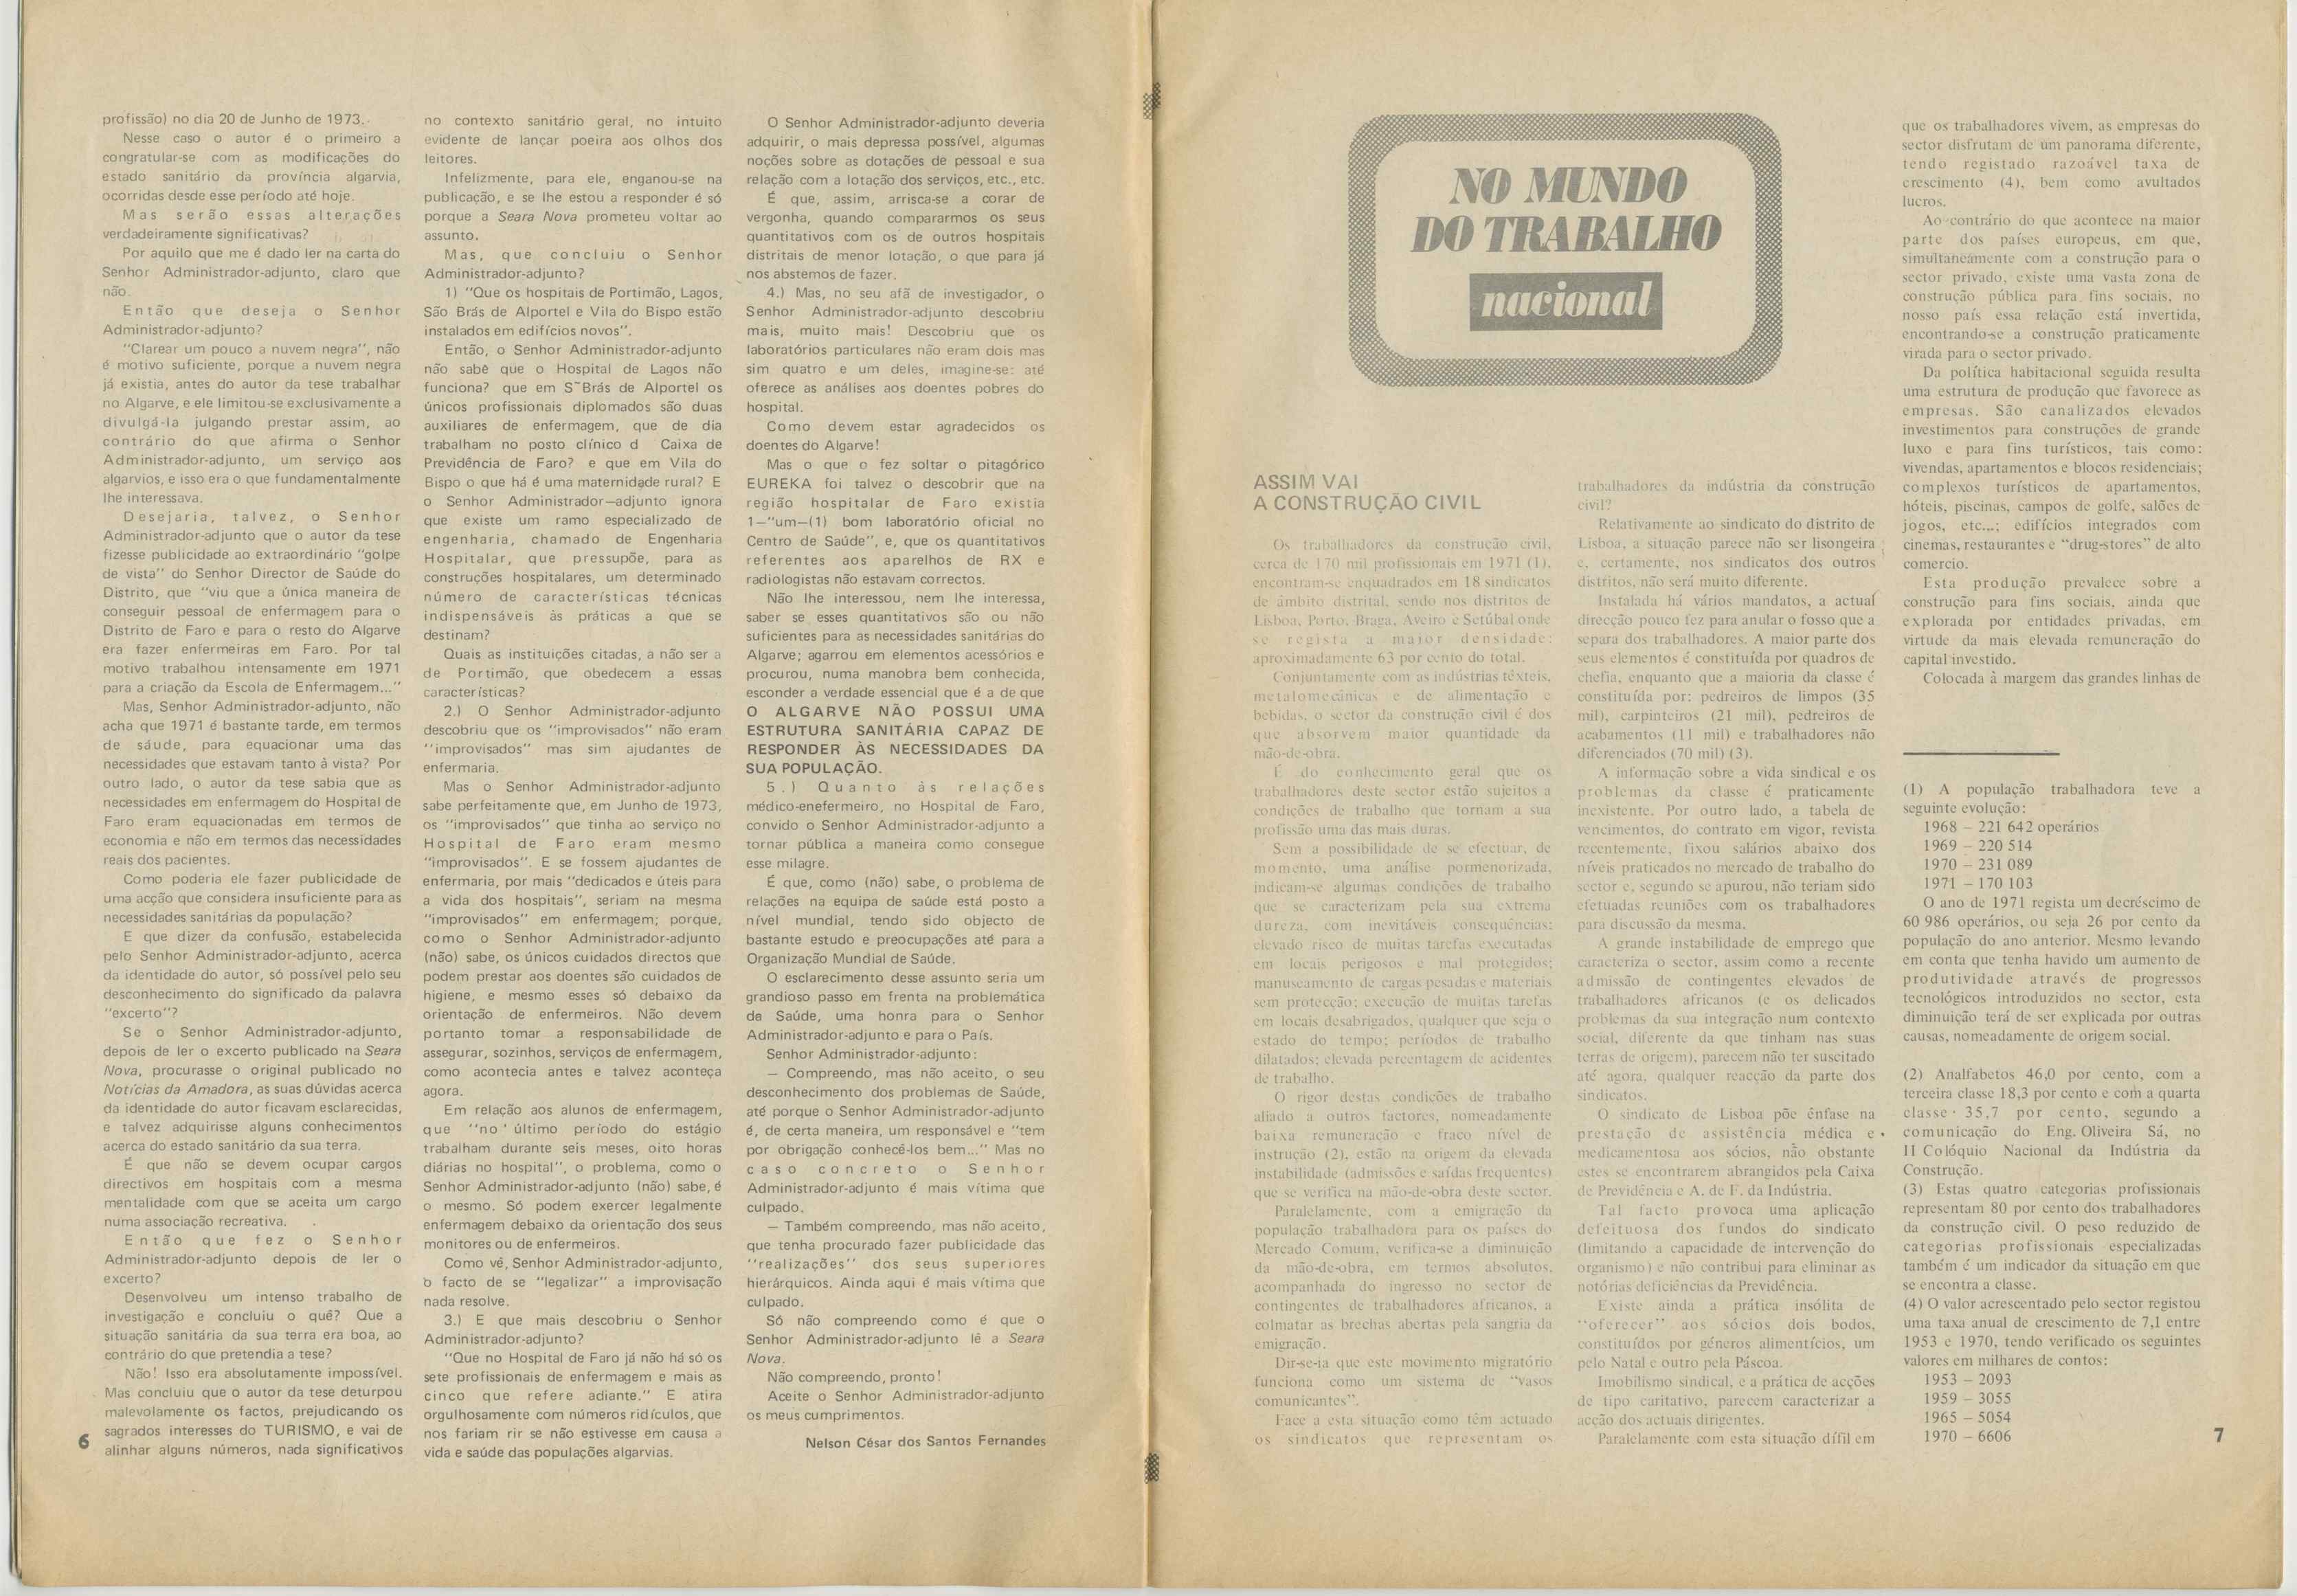 profissão) no dia 20 de Junho de 1973.
Nesse caso o autor é o primeiro a
congratular-se com as modificações do
estado sanitário da província algarvia,
ocorridas desde esse período até hoje.
Mas serão essas alterações
verdadeiramente significativas?
Por aquilo que me é dado ler na carta do
Senhor Administrador-adjunto, claro que
não.
Então que deseja o Senhor
Administrador-adjunto?
"Clarear um pouco a nuvem negra", não
é motivo suficiente, porque a nuvem negra
já existia, antes do autor da tese trabalhar
no Algarve, e ele limitou-se exclusivamente a
divulgá-la julgando prestar assim, ao
contrário do que afirma o Senhor
Administrador-adjunto, um serviço aos
algarvios, e isso era o que fundamentalmente
lhe interessava.
Desejaria, talvez, o Senhor
Administrador-adjunto que o autor da tese
fizesse publicidade ao extraordinário "golpe
de vista" do Senhor Director de Saúde do
Distrito, que "viu que a única maneira de
conseguir pessoal de enfermagem para o
Distrito de Faro e para o resto do Algarve
era fazer enfermeiras em Faro. Por tal
motivo trabalhou intensamente em 1971
para a criação da Escola de Enfermagem..."
Mas, Senhor Administrador-adjunto, não
acha que 1971 é bastante tarde, em termos
de sáude, para equacionar uma das
necessidades que estavam tanto à vista? Por
outro lado, o autor da tese sabia que as
necessidades em enfermagem do Hospital de
Faro eram equacionadas em termos de
economia e não em termos das necessidades
reais dos pacientes.
Como poderia ele fazer publicidade de
uma acção que considera insuficiente para as
necessidades sanitárias da população?
E que dizer da confusão, estabelecida
pelo Senhor Administrador-adjunto, acerca
da identidade do autor, só possível pelo seu
desconhecimento do significado da palavra
"excerto"?
Se o Senhor Administrador-adjunto,
depois de ler o excerto publicado na Seara
Nova, procurasse o original publicado no
Notícias da Amadora, as suas dúvidas acerca
da identidade do autor ficavam esclarecidas,
e talvez adquirisse alguns conhecimentos
acerca do estado sanitário da sua terra.
É que não se devem ocupar cargos
directivos em hospitais com a mesma
mentalidade com que se aceita um cargo
numa associação recreativa.
Então que fez o Senhor
Administrador-adjunto depois de ler o
excerto?
Desenvolveu um intenso trabalho de
investigação e concluiu o quê? Que a
situação sanitária da sua terra era boa, ao
contrário do que pretendia a tese?
Não! Isso era absolutamente impossível.
Mas concluiu que o autor da tese deturpou
malevolamente os factos, prejudicando os
sagrados interesses do TURISMO, e vai de
alinhar alguns números, nada significativos
6
no contexto sanitário geral, no intuito
evidente de lançar poeira aos olhos dos
leitores.
Infelizmente, para ele, enganou-se na
publicação, e se lhe estou a responder é só
porque a Seara Nova prometeu voltar ao
assunto.
Mas, que concluiu o Senhor
Administrador-adjunto?
1) "Que os hospitais de Portimão, Lagos,
São Brás de Alportel e Vila do Bispo estão
instalados em edifícios novos".
Então, o Senhor Administrador-adjunto
não sabê que o Hospital de Lagos não
funciona? que em S~Brás de Alportel os
únicos profissionais diplomados são duas
auxiliares de enfermagem, que de dia
trabalham no posto clínico d Caixa de
Previdência de Faro? e que em Vila do
Bispo o que há é uma maternidade rural? E
o Senhor Administrador—adjunto ignora
que existe um ramo especializado de
engenharia, chamado de Engenharia
Hospitalar, que pressupõe, para as
construções hospitalares, um determinado
número de características técnicas
indispensáveis às práticas a que se
destinam?
Quais as instituições citadas, a não ser a
de Portimão, que obedecem a essas
características?
2.) O Senhor Administrador-adjunto
descobriu que os "improvisados" não eram
"improvisados" mas sim ajudantes de
enfermaria.
Mas o Senhor Administrador-adjunto
sabe perfeitamente que, em Junho de 1973,
os "improvisados" que tinha ao serviço no
Hospital de Faro eram mesmo
"improvisados". E se fossem ajudantes de
enfermaria, por mais "dedicados e úteis para
a vida dos hospitais", seriam na mesma
"improvisados" em enfermagem; porque,
como o Senhor Administrador-adjunto
(não) sabe, os únicos cuidados directos que
podem prestar aos doentes são cuidados de
higiene, e mesmo esses só debaixo da
orientação de enfermeiros. Não devem
portanto tomar a responsabilidade de
assegurar, sozinhos, serviços de enfermagem,
como acontecia antes e talvez aconteça
agora.
Em relação aos alunos de enfermagem,
que "no ' último período do estágio
trabalham durante seis meses, oito horas
diárias no hospital", o problema, como o
Senhor Administrador-adjunto (não) sabe, é
o mesmo. Só podem exercer legalmente
enfermagem debaixo da orientação dos seus
monitores ou de enfermeiros.
Como vê, Senhor Administrador-adjunto,
o facto de se "legalizar" a improvisação
nada resolve.
3.) E que mais descobriu o Senhor
Administrador-adjunto?
"Que no Hospital de Faro já não há só os
sete profissionais de enfermagem e mais as
cinco que refere adiante." E atira
orgulhosamente com números ridículos, que
nos fariam rir se não estivesse em causa a
vida e saúde das populações algarvias.
O Senhor Administrador-adjunto deveria
adquirir, o mais depressa possível, algumas
noções sobre as dotações de pessoal e sua
relação com a lotação dos serviços, etc., etc.
É que, assim, arrisca-se a corar de
vergonha, quando compararmos os seus
quantitativos com os de outros hospitais
distritais de menor lotação, o que para já
nos abstemos de fazer.
4.) Mas, no seu afã de investigador, o
Senhor Administrador-adjunto descobriu
mais, muito mais! Descobriu que os
laboratórios particulares não eram dois mas
sim quatro e um deles, imagine-se: até
oferece as análises aos doentes pobres do
hospital.
Como devem estar agradecidos os
doentes do Algarve!
Mas o que o fez soltar o pitagórico
EUREKA foi talvez o descobrir que na
região hospitalar de Faro existia
1—"um—(1) bom laboratório oficial no
Centro de Saúde", e, que os quantitativos
referentes aos aparelhos de RX e
radiologistas não estavam correctos.
Não lhe interessou, nem lhe interessa,
saber se esses quantitativos são ou não
suficientes para as necessidades sanitárias do
Algarve; agarrou em elementos acessórios e
procurou, numa manobra bem conhecida,
esconder a verdade essencial que é a de que
O ALGARVE NÃO POSSUI UMA
ESTRUTURA SANITÁRIA CAPAZ DE
RESPONDER ÀS NECESSIDADES DA
SUA POPULAÇÃO.
5.) Quanto às relações
médico-enefermeiro, no Hospital de Faro,
convido o Senhor Administrador-adjunto a
tornar pública a maneira como consegue
esse milagre.
É que, como (não) sabe, o problema de
relações na equipa de saúde está posto a
nível mundial, tendo sido objecto de
bastante estudo e preocupações até para a
Organização Mundial de Saúde.
O esclarecimento desse assunto seria um
grandioso passo em frenta na problemática
da Saúde, uma honra para o Senhor
Administrador-adjunto e para o País.
Senhor Administrador-adjunto:
— Compreendo, mas não aceito, o seu
desconhecimento dos problemas de Saúde,
até porque o Senhor Administrador-adjunto
é, de certa maneira, um responsável e "tem
por obrigação conhecê-los bem..." Mas no
caso concreto o Senhor
Administrador-adjunto é mais vítima que
culpado.
— Também compreendo, mas não aceito,
que tenha procurado fazer publicidade das
"realizações" dos seus superiores
hierárquicos. Ainda aqui é mais vítima que
culpado.
Só não compreendo como é que o
Senhor Administrador-adjunto lê a Seara
Nova.
Não compreendo, pronto!
Aceite o Senhor Administrador-adjunto
os meus cumprimentos.
Nelson César dos Santos Fernandes
NO MUNDO
DO TRABALHO
nacional
ASSIM VAI
A CONSTRUÇÃO CIVIL
Os trabalhadores da construção civil,
cerca de 170 mil profissionais em 1971 (1),
encontram-se enquadrados em 18 sindicatos
de âmbito distrital, sendo nos distritos de
Lisboa, Porto, Braga, Aveiro e Setúbal onde
se regista a maior densidade:
aproximadamente 63 por cento do total.
Conjuntamente com as indústrias têxteis,
metalomecânicas e de alimentação e
bebidas, o sector da construção civil é dos
que absorvem maior quantidade da
mão-de-obra.
É do conhecimento geral que os
trabalhadores deste sector estão sujeitos a
condições de trabalho que tornam a sua
profissão uma das mais duras.
Sem a possibilidade de se efectuar, de
momento, uma análise pormenorizada,
indicam-se algumas condições de trabalho
que se caracterizam pela sua extrema
dureza, com inevitáveis consequências:
elevado risco de muitas tarefas executadas
em locais perigosos e mal protegidos;
manuseamento de cargas pesadas e materiais
sem protecção; execução de muitas tarefas
em locais desabrigados, qualquer que seja o
estado do tempo; períodos de trabalho
dilatados; elevada percentagem de acidentes
de trabalho.
O rigor destas condições de trabalho
aliado a outros factores, nomeadamente
baixa remuneração e fraco nível de
instrução (2), estão na origem da elevada
instabilidade (admissões e saídas frequentes)
que se verifica na mão-de-obra deste sector.
Paralelamente, com a emigração da
população trabalhadora para os países do
Mercado Comum, verifica-se a diminuição
da mão-de-obra, em termos absolutos,
acompanhada do ingresso no sector de
contingentes de trabalhadores africanos, a
colmatar as brechas abertas pela sangria da
emigração.
Dir-se-ia que este movimento migratório
funciona como um sistema de "vasos
comunicantes".
Face a esta situação como têm actuado
os sindicatos que representam os
trabalhadores da indústria da construção
civil?
Relativamente ao sindicato do distrito de
Lisboa, a situação parece não ser lisongeira
e, certamente, nos sindicatos dos outros
distritos, não será muito diferente.
Instalada há vários mandatos, a actual
direcção pouco fez para anular o fosso que a
separa dos trabalhadores. A maior parte dos
seus elementos é constituída por quadros de
chefia, enquanto que a maioria da classe é
constituída por: pedreiros de limpos (35
mil), carpinteiros (21 mil), pedreiros de
acabamentos (11 mil) e trabalhadores não
diferenciados (70 mil) (3).
A informação sobre a vida sindical e os
problemas da classe é praticamente
inexistente. Por outro lado, a tabela de
vencimentos, do contrato em vigor, revista
recentemente, fixou salários abaixo dos
níveis praticados no mercado de trabalho do
sector e, segundo se apurou, não teriam sido
efetuadas reuniões com os trabalhadores
para discussão da mesma.
A grande instabilidade de emprego que
caracteriza o sector, assim como a recente
admissão de contingentes elevados de
trabalhadores africanos (e os delicados
problemas da sua integração num contexto
social, diferente da que tinham nas suas
terras de origem), parecem não ter suscitado
até agora, qualquer reacção da parte dos
sindicatos.
O sindicato de Lisboa põe ênfase na
prestação de assistência médica e
medicamentosa aos sócios, não obstante
estes se encontrarem abrangidos pela Caixa
de Previdência e A. de F. da Indústria.
Tal facto provoca uma aplicação
defeituosa dos fundos do sindicato
(limitando a capacidade de intervenção do
organismo) e não contribui para eliminar as
notórias deficiências da Previdência.
Existe ainda a prática insólita de
"oferecer" aos sócios dois bodos,
constituídos por géneros alimentícios, um
pelo Natal e outro pela Páscoa.
Imobilismo sindical, e a prática de acções
de tipo caritativo, parecem caracterizar a
acção dos actuais dirigentes.
Paralelamente com esta situação dífil em
que os trabalhadores vivem, as empresas do
sector disfrutam de um panorama diferente,
tendo registado razoável taxa de
crescimento (4), bem como avultados
lucros.
Ao contrário do que acontece na maior
parte dos países europeus, em que,
simultaneamente com a construção para o
sector privado, existe uma vasta zona de
construção pública para fins sociais, no
nosso país essa relação está invertida,
encontrando-se a construção praticamente
virada para o sector privado.
Da política habitacional seguida resulta
uma estrutura de produção que favorece as
empresas. São canalizados elevados
investimentos para construções de grande
luxo e para fins turísticos, tais como:
vivendas, apartamentos e blocos residenciais;
complexos turísticos de apartamentos,
hóteis, piscinas, campos de golfe, salões de
jogos, etc...; edifícios integrados com
cinemas, restaurantes e "drug-stores" de alto
comercio.
Esta produção prevalece sobre a
construção para fins sociais, ainda que
explorada por entidades privadas, em
virtude da mais elevada remuneração do
capital investido.
Colocada à margem das grandes linhas de
(1) A população trabalhadora teve a
seguinte evolução:
1968 — 221 642 operários
1969 — 220 514
1970 — 231 089
1971 — 170 103
O ano de 1971 regista um decréscimo de
60 986 operários, ou seja 26 por cento da
população do ano anterior. Mesmo levando
em conta que tenha havido um aumento de
produtividade através de progressos
tecnológicos introduzidos no sector, esta
diminuição terá de ser explicada por outras
causas, nomeadamente de origem social.
(2) Analfabetos 46,0 por cento, com a
terceira classe 18,3 por cento e com a quarta
classe 35,7 por cento, segundo a
comunicação do Eng. Oliveira Sá, no
II Colóquio Nacional da Indústria da
Construção.
(3) Estas quatro categorias profissionais
representam 80 por cento dos trabalhadores
da construção civil. O peso reduzido de
categorias profissionais especializadas
também é um indicador da situação em que
se encontra a classe.
(4) O valor acrescentado pelo sector registou
uma taxa anual de crescimento de 7,1 entre
1953 e 1970, tendo verificado os seguintes
valores em milhares de contos:
1953 — 2093
1959 — 3055
1965 — 5054
1970 — 6606
7